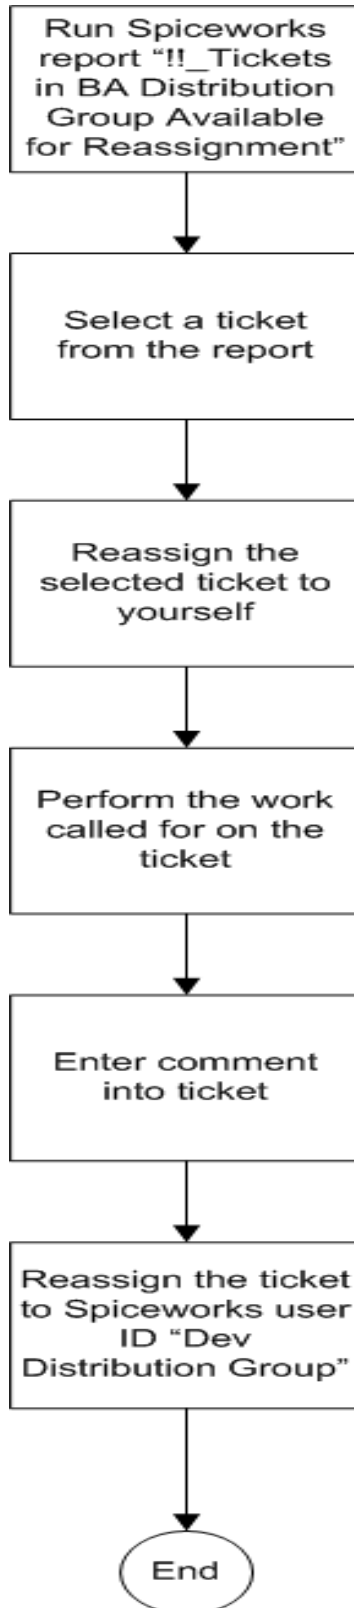 Run Spiceworks
report “!!_Tickets
in BA Distribution
Group Available
for Reassignment”
Select a ticket
from the report
Reassign the
selected ticket to
yourself
Perform the work
called for on the
ticket
Enter comment
into ticket
Reassign the ticket
to Spiceworks user
ID “Dev
Distribution Group”
End